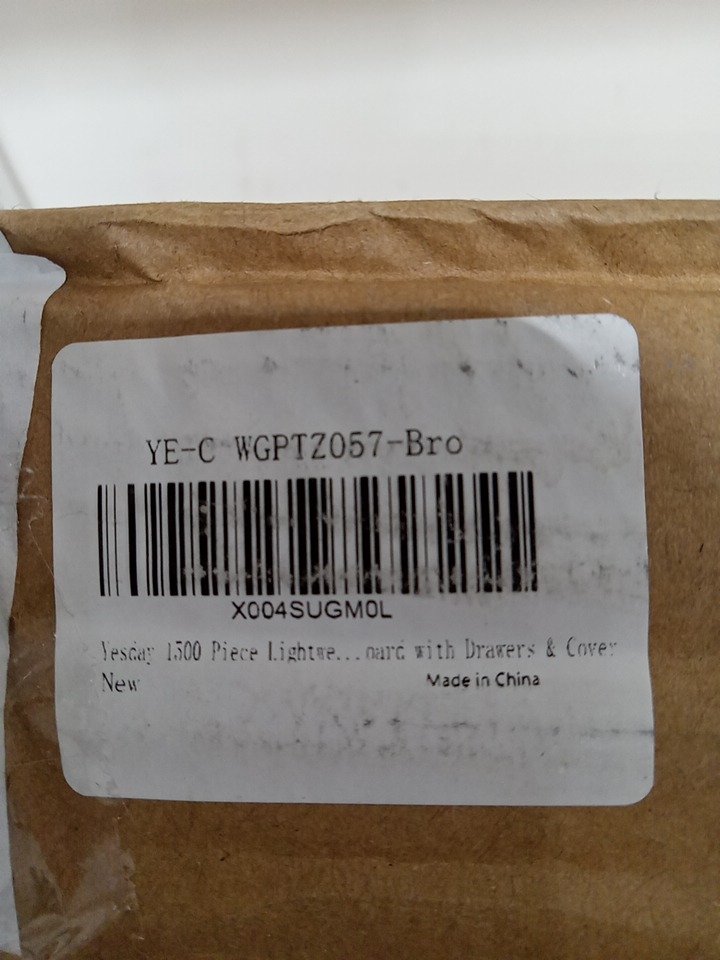 YE-C WGPTZ057-Bro
X004SUGM0L
Yesday 1500 Piece Lightwe...oard with Drawers & Cover
New
Made in China